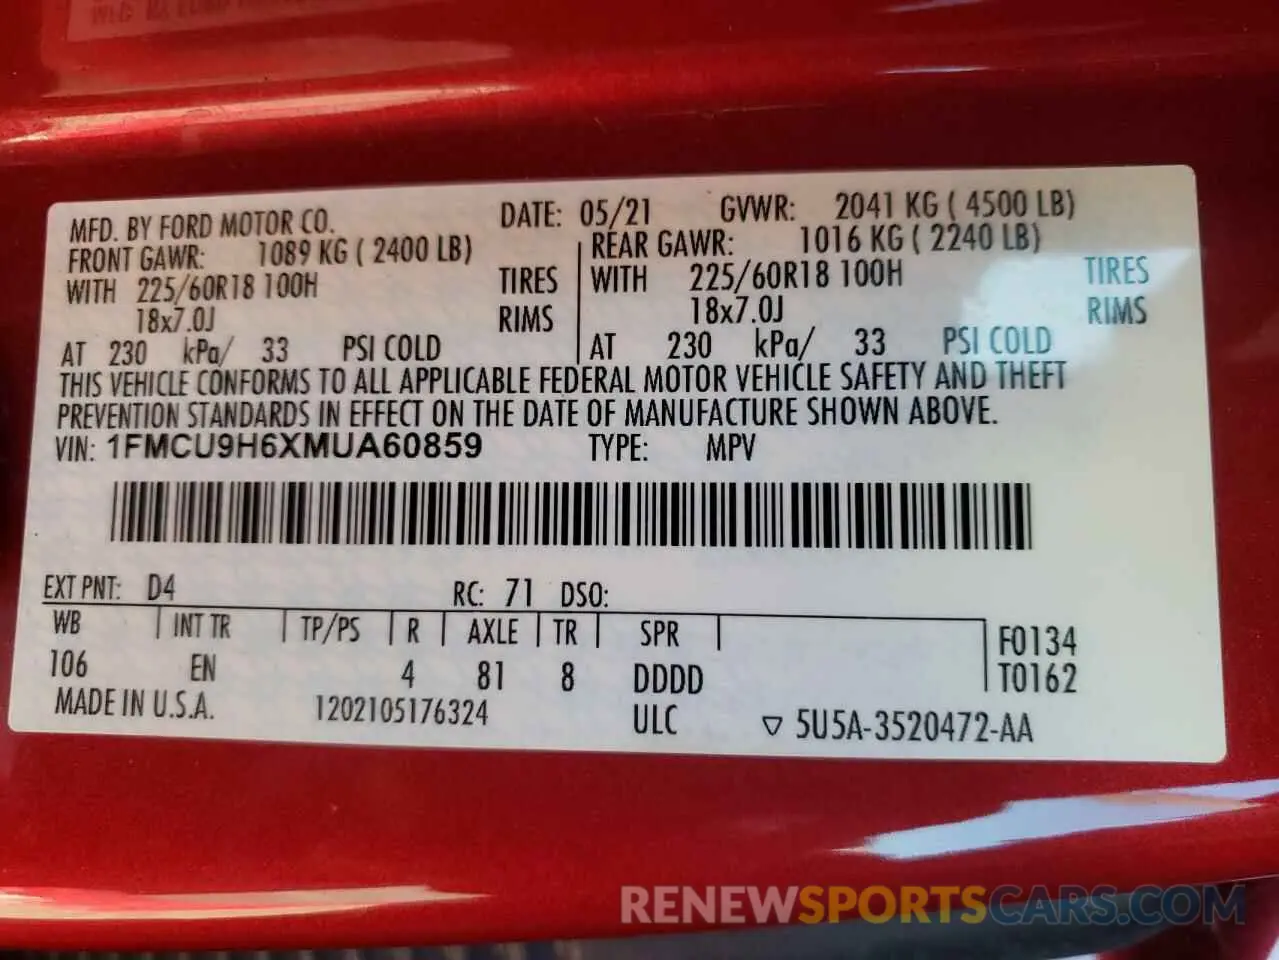 MFD. BY FORD MOTOR CO. DATE: 05/21 GVWR: 2041 KG ( 4500 LB)
FRONT GAWR: 1089 KG ( 2400 LB) REAR GAWR: 1016 KG ( 2240 LB)
WITH 225/60R18 100H TIRES WITH 225/60R18 100H TIRES
18x7.0J RIMS 18x7.0J RIMS
AT 230 kPa/ 33 PSI COLD AT 230 kPa/ 33 PSI COLD
THIS VEHICLE CONFORMS TO ALL APPLICABLE FEDERAL MOTOR VEHICLE SAFETY AND THEFT
PREVENTION STANDARDS IN EFFECT ON THE DATE OF MANUFACTURE SHOWN ABOVE.
VIN: 1FMCU9H6XMUA60859 TYPE: MPV
EXT PNT: D4 RC: 71 DSO:
WB INT TR TP/PS R AXLE TR SPR F0134
106 EN 4 81 8 DDDD T0162
MADE IN U.S.A. 1202105176324 ULC ▽ 5U5A-3520472-AA
RENEWSPORTSCARS.COM